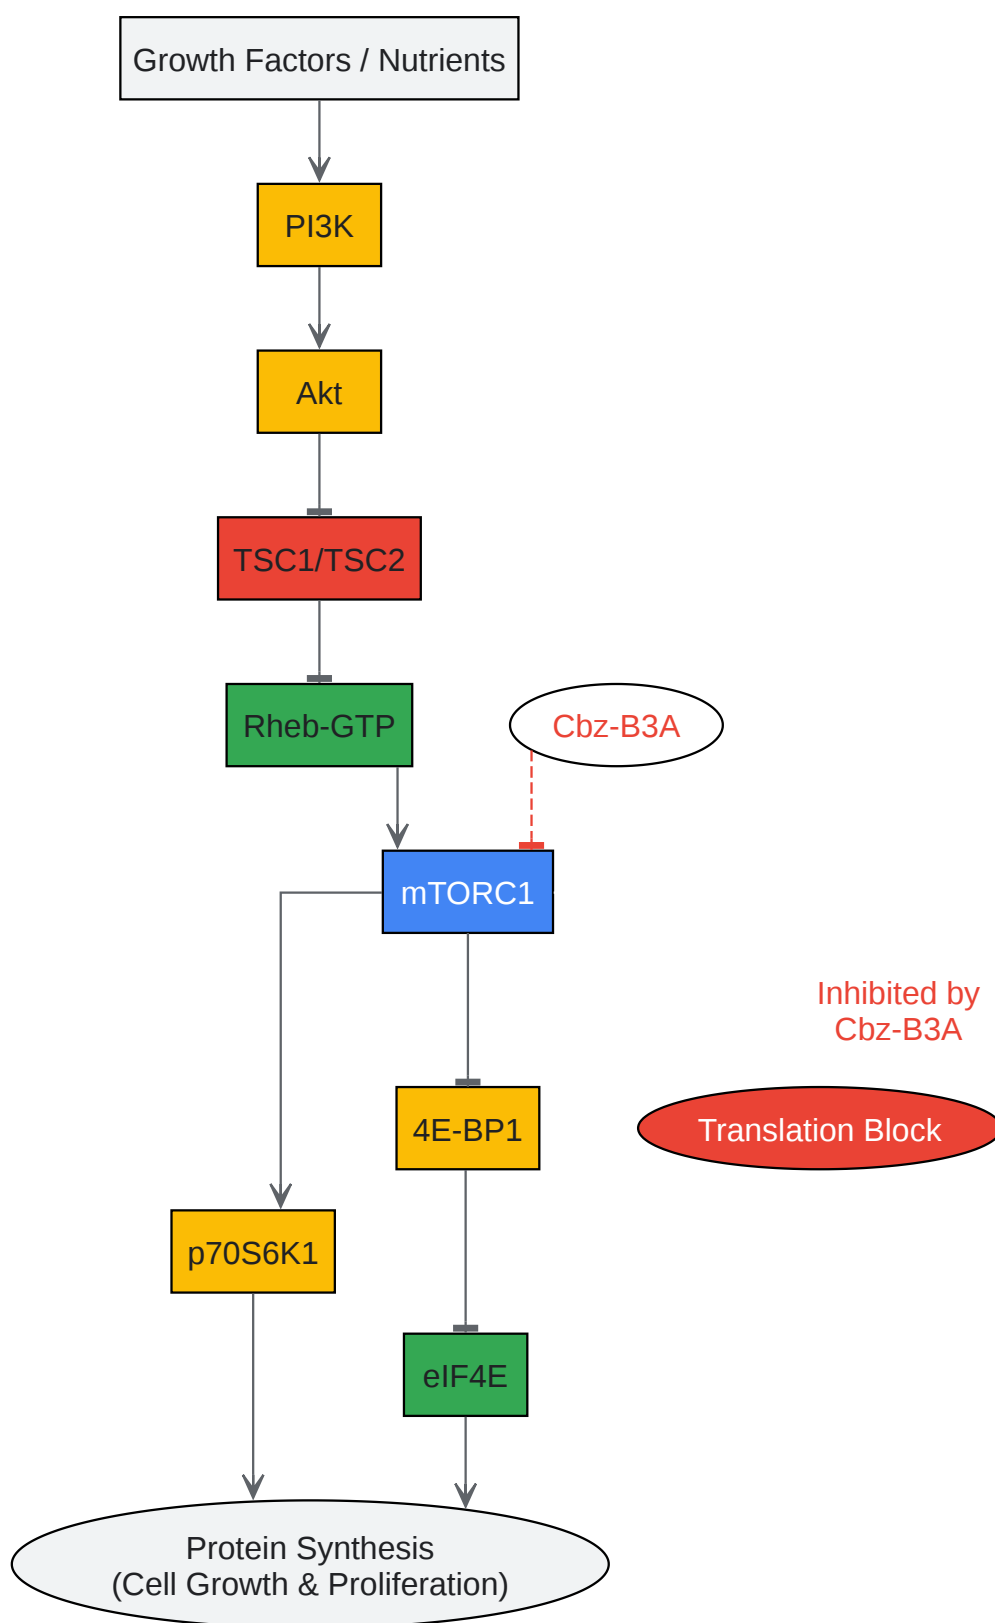 Growth Factors / Nutrients
PI3K
Akt
TSC1/TSC2
Rheb-GTP
Cbz-B3A
mTORC1
Inhibited by
Cbz-B3A
4E-BP1
Translation Block
p70S6K1
eIF4E
Protein Synthesis
(Cell Growth & Proliferation)